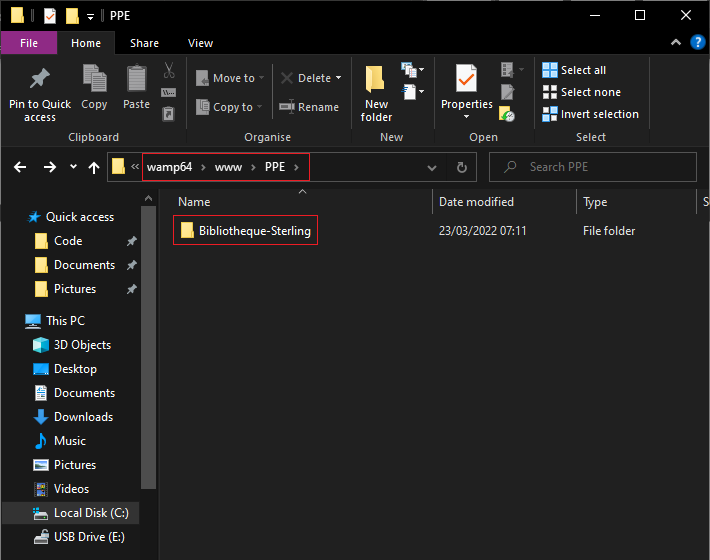 PPE
File Home Share View
Pin to Quick access
Copy
Paste
Clipboard
Move to
Copy to
Delete
Rename
Organise
New folder
New
Properties
Open
Select all
Select none
Invert selection
Select
« wamp64 › www › PPE ›
Search PPE
Name Date modified Type S
Bibliotheque-Sterling 23/03/2022 07:11 File folder
Quick access
Code
Documents
Pictures
This PC
3D Objects
Desktop
Documents
Downloads
Music
Pictures
Videos
Local Disk (C:)
USB Drive (E:)